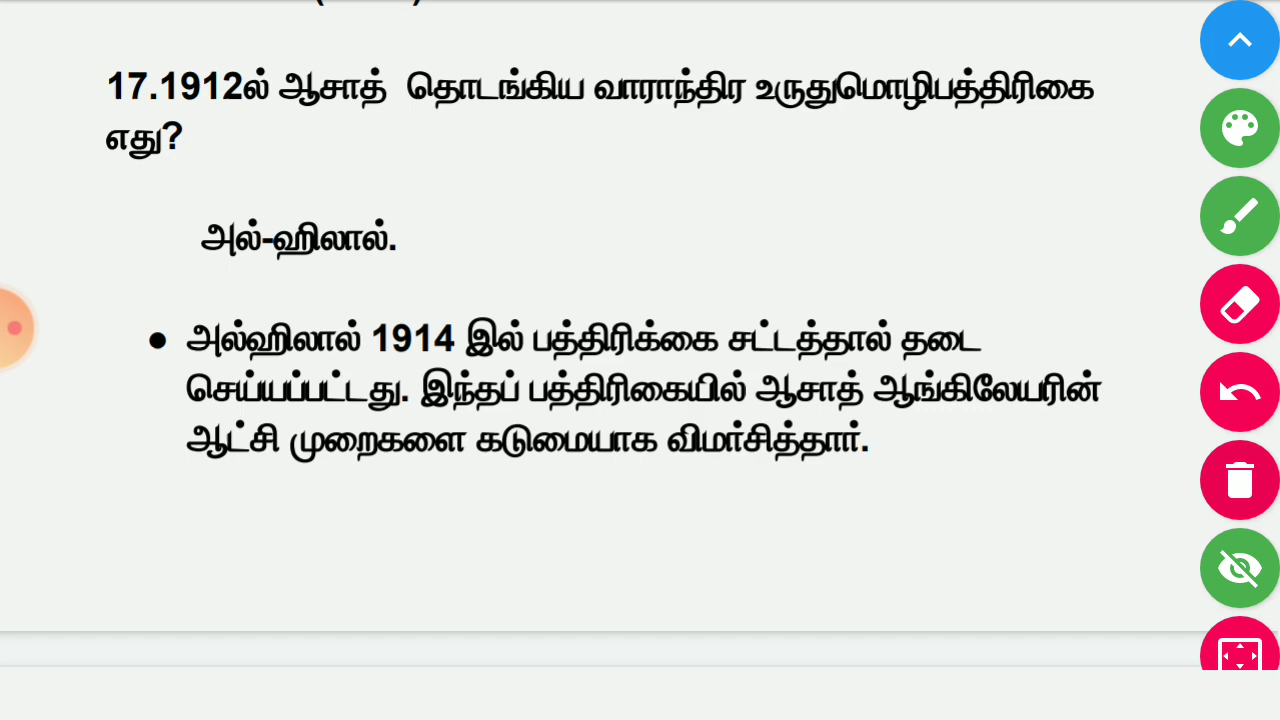 17.1912ல் ஆசாத் தொடங்கிய வாராந்திர உருதுமொழிபத்திரிகை
எது?
அல்-ஹிலால்.
● அல்ஹிலால் 1914 இல் பத்திரிக்கை சட்டத்தால் தடை
செய்யப்பட்டது. இந்தப் பத்திரிகையில் ஆசாத் ஆங்கிலேயரின்
ஆட்சி முறைகளை கடுமையாக விமர்சித்தார்.